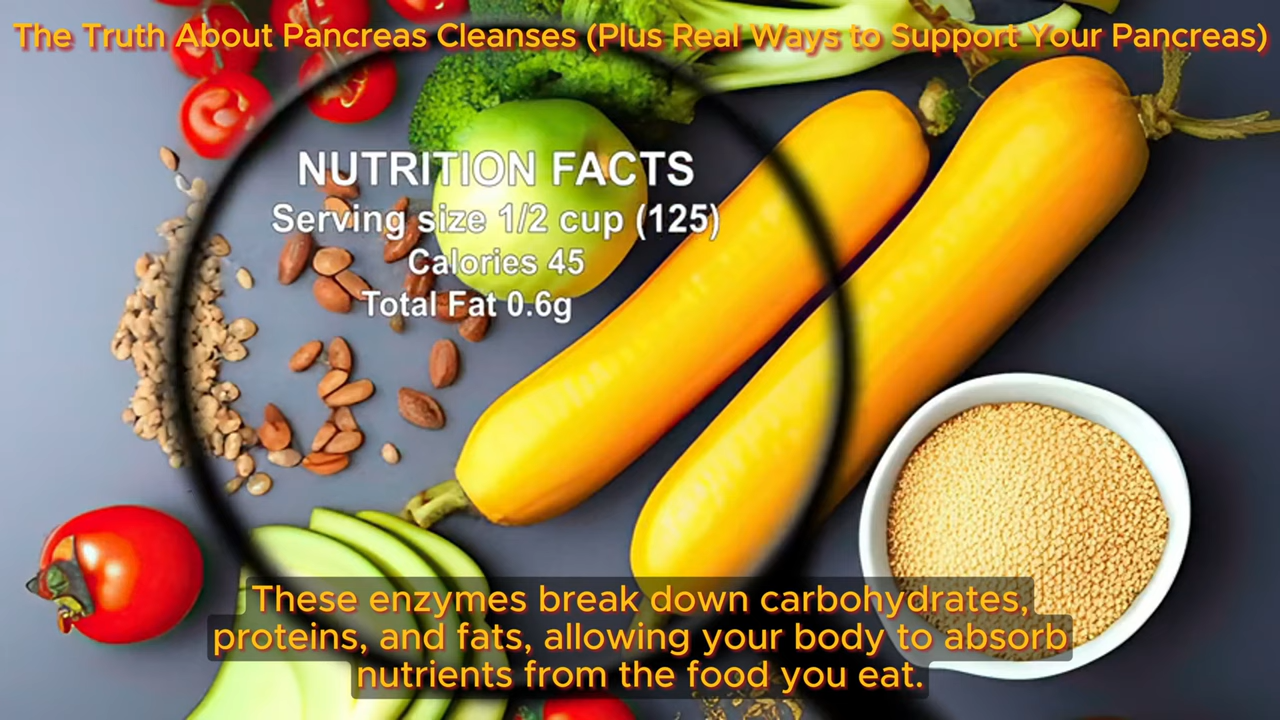 The Truth About Pancreas Cleanses (Plus Real Ways to Support Your Pancreas)
NUTRITION FACTS
Serving size 1/2 cup (125)
Calories 45
Total Fat 0.6g
These enzymes break down carbohydrates,
proteins, and fats, allowing your body to absorb
nutrients from the food you eat.